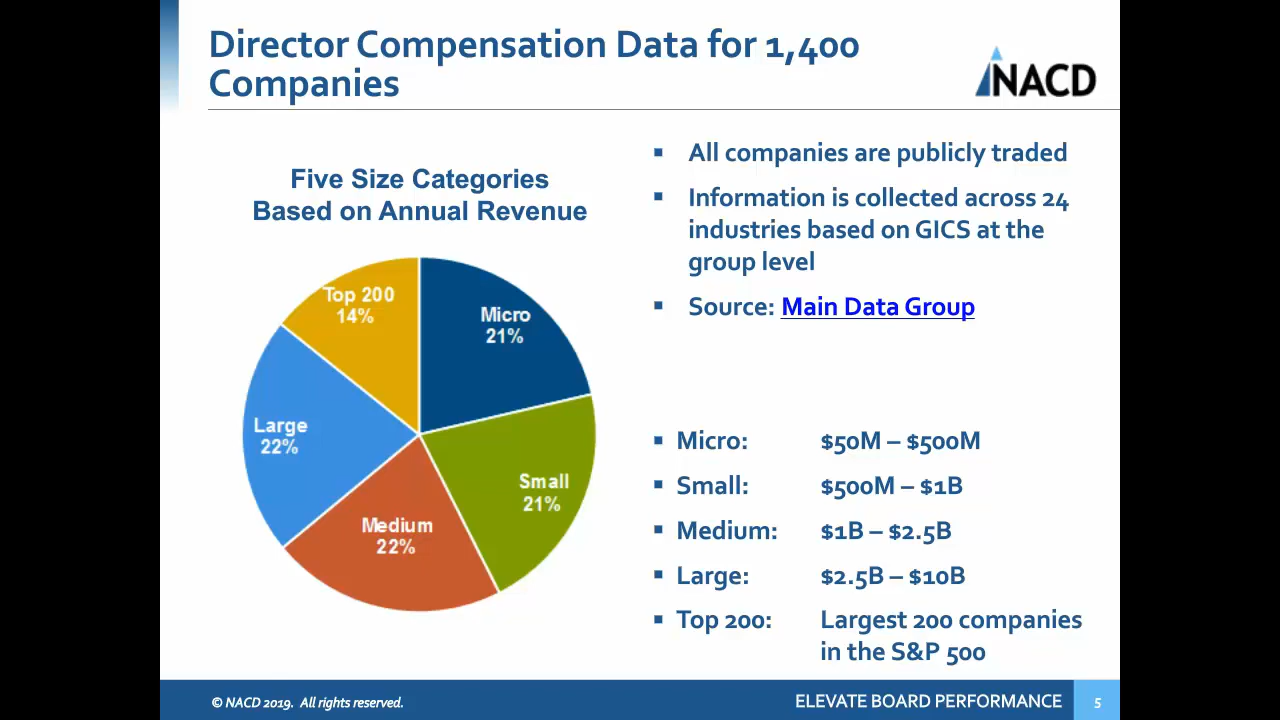 Director Compensation Data for 1,400
Companies
NACD
Five Size Categories
Based on Annual Revenue
Top 200
14%
Micro
21%
Large
22%
Small
21%
Medium
22%
▪ All companies are publicly traded
▪ Information is collected across 24
industries based on GICS at the
group level
▪ Source: Main Data Group
▪ Micro: $50M – $500M
▪ Small: $500M – $1B
▪ Medium: $1B – $2.5B
▪ Large: $2.5B – $10B
▪ Top 200: Largest 200 companies
in the S&P 500
© NACD 2019. All rights reserved.
ELEVATE BOARD PERFORMANCE 5